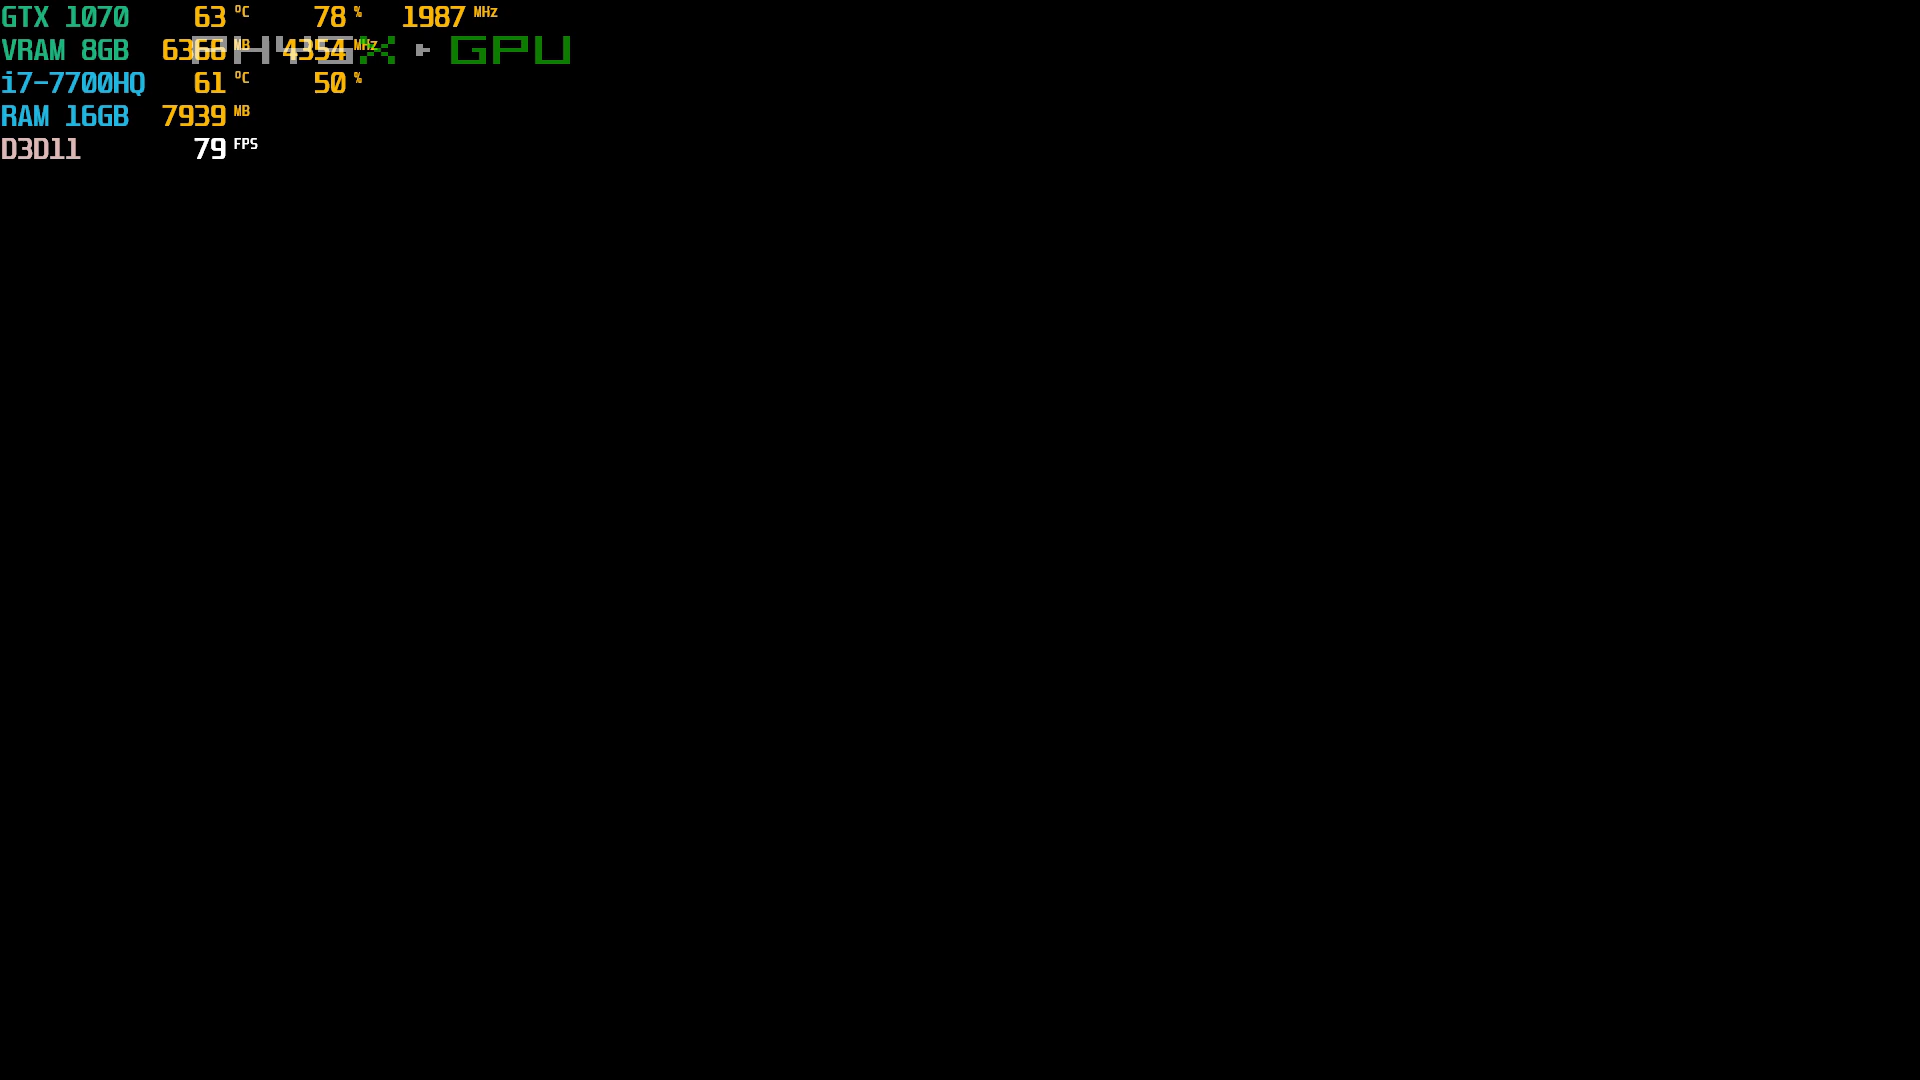 GTX 1070 63 °C 78 % 1987 MHz
VRAM 8GB 6368 MB 4354 MHz
PHYSX ▸ GPU
i7-7700HQ 61 °C 50 %
RAM 16GB 7939 MB
D3D11 79 FPS